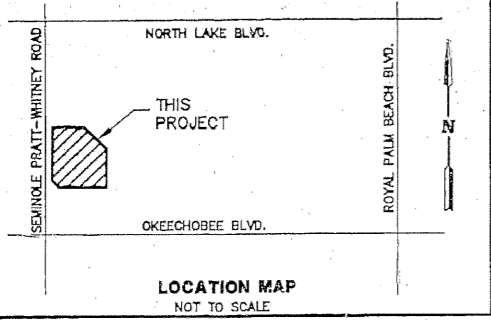 NORTH LAKE BLVD.
SEMINOLE PRATT-WHITNEY ROAD
ROYAL PALM BEACH BLVD.
THIS
PROJECT
N
OKEECHOBEE BLVD.
LOCATION MAP
NOT TO SCALE